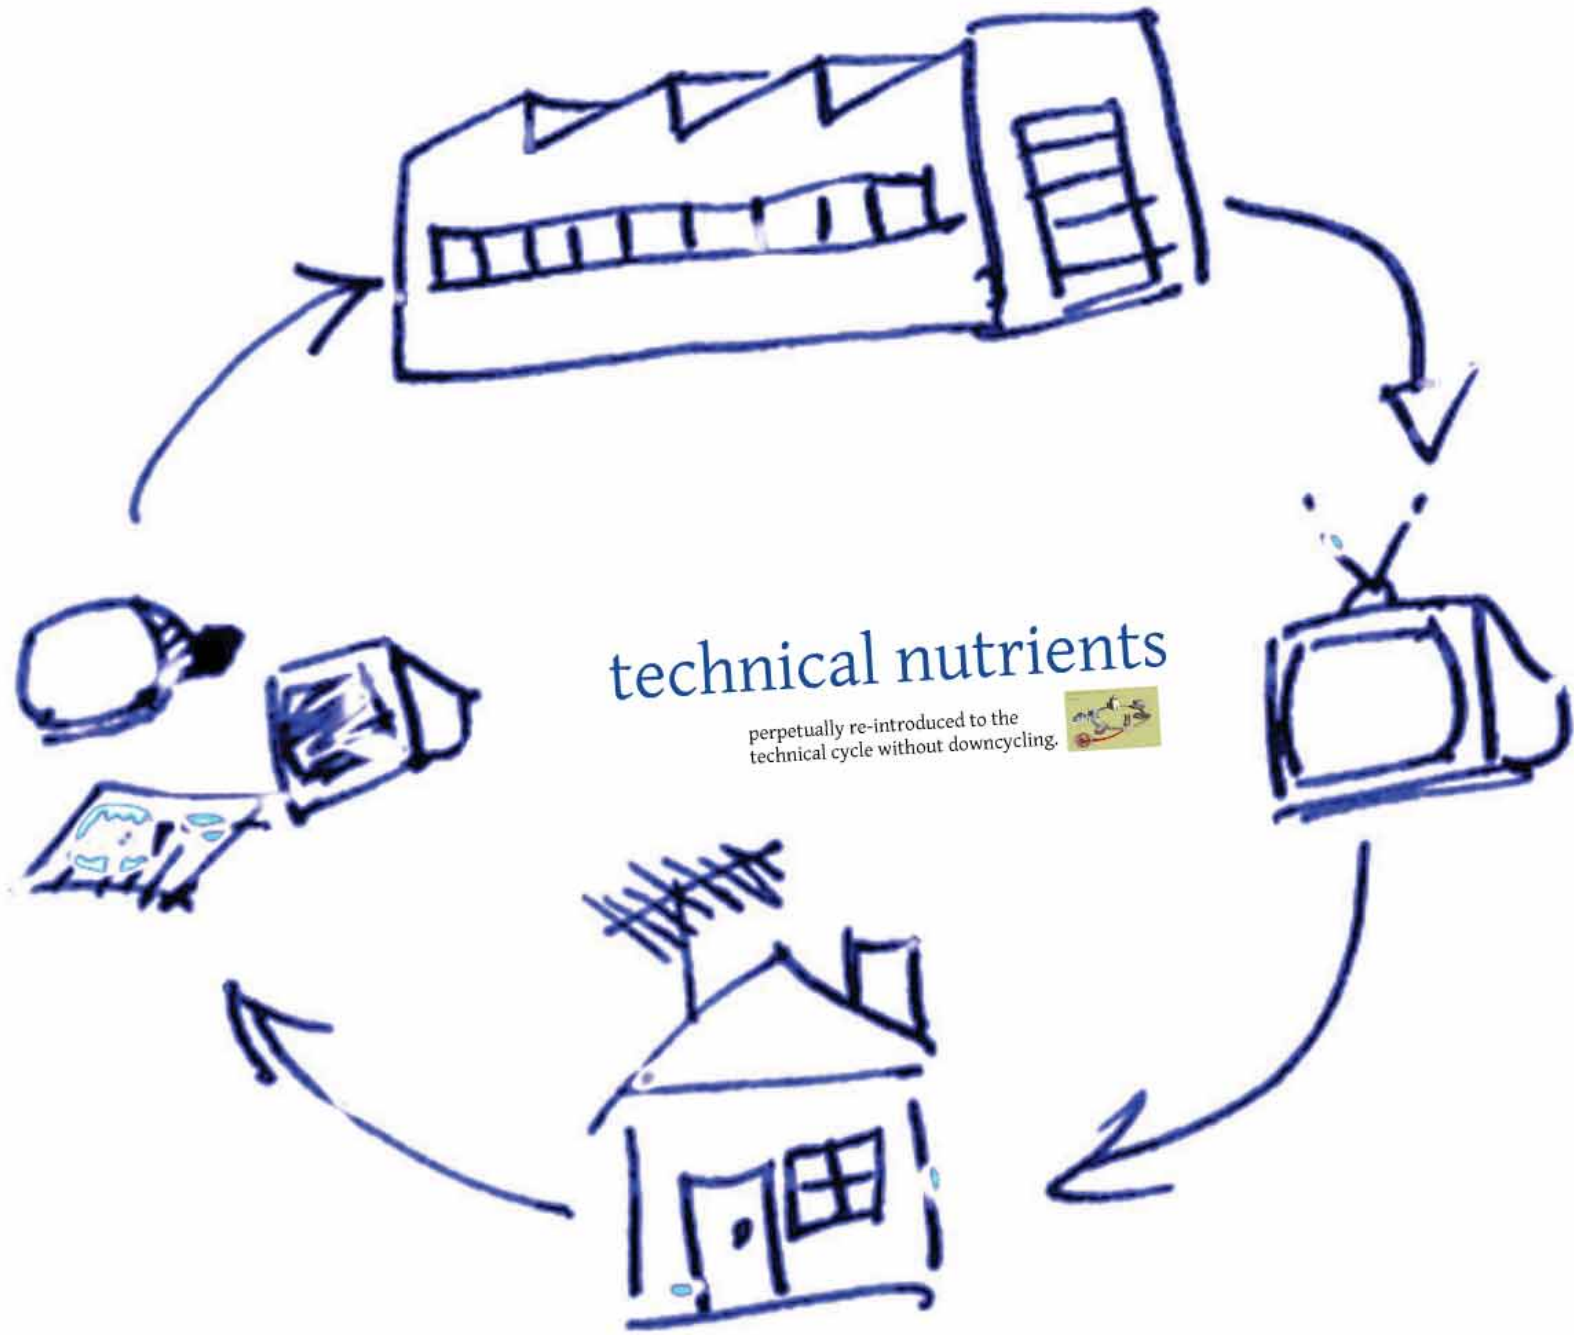 technical nutrients
perpetually re-introduced to the
technical cycle without downcycling.